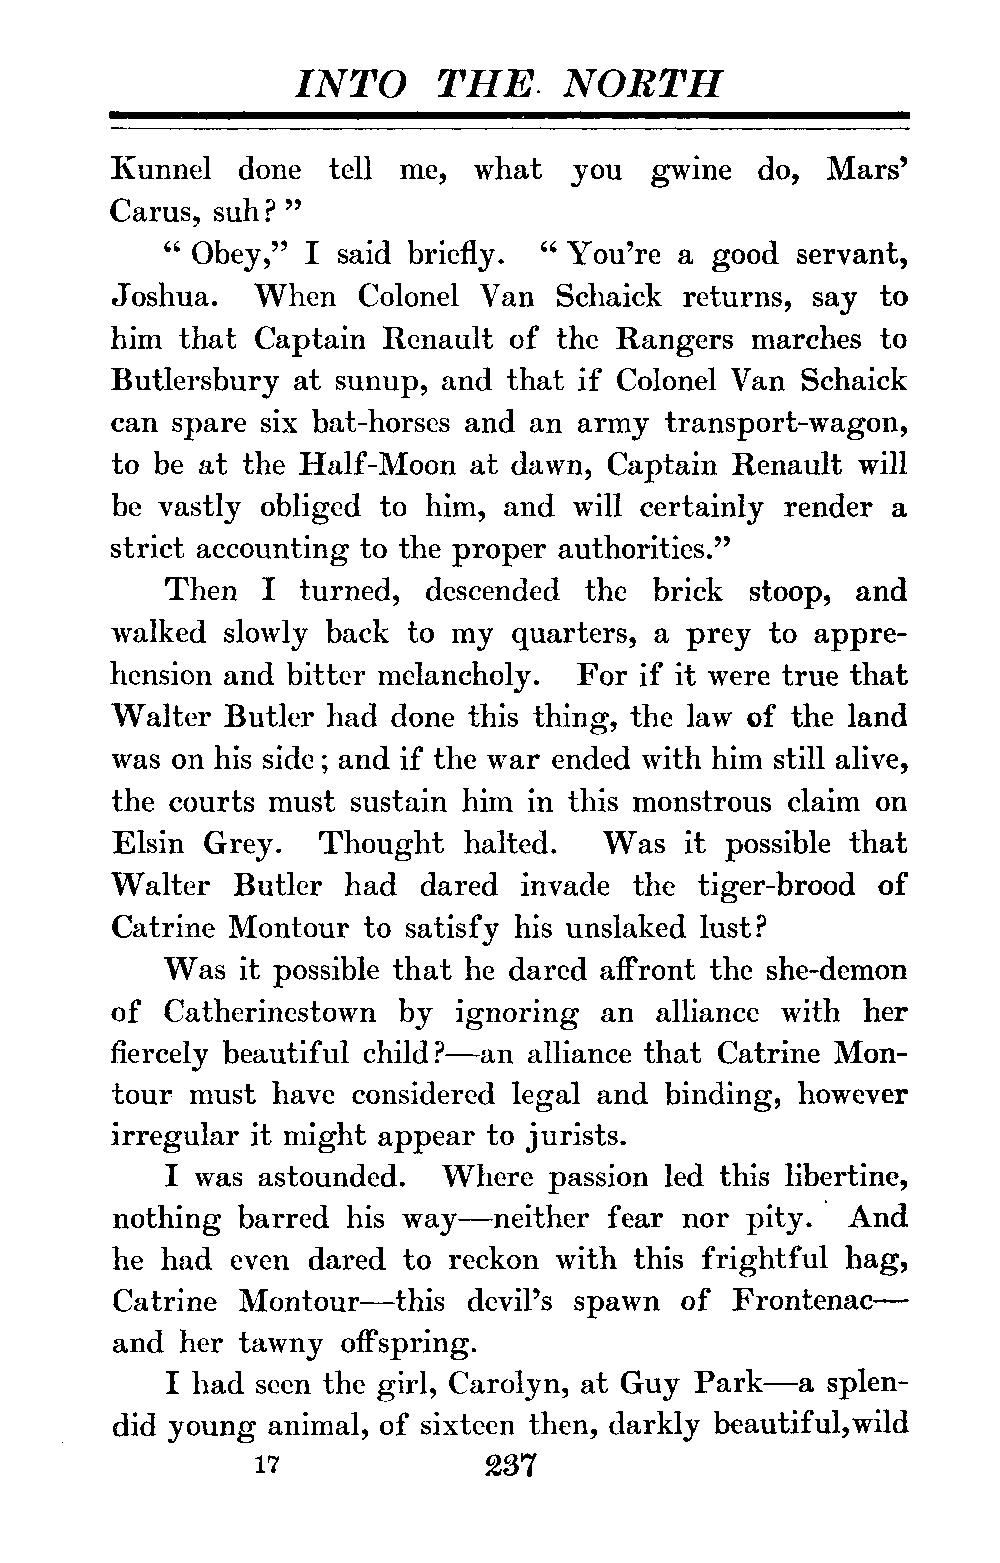 INTO THE NORTH
Kunnel done tell me, what you gwine do, Mars'
Carus, suh?"
"Obey," I said briefly. "You're a good servant,
Joshua. When Colonel Van Schaick returns, say to
him that Captain Renault of the Rangers marches to
Butlersbury at sunup, and that if Colonel Van Schaick
can spare six bat-horses and an army transport-wagon,
to be at the Half-Moon at dawn, Captain Renault will
be vastly obliged to him, and will certainly render a
strict accounting to the proper authorities."
Then I turned, descended the brick stoop, and
walked slowly back to my quarters, a prey to appre-
hension and bitter melancholy. For if it were true that
Walter Butler had done this thing, the law of the land
was on his side; and if the war ended with him still alive,
the courts must sustain him in this monstrous claim on
Elsin Grey. Thought halted. Was it possible that
Walter Butler had dared invade the tiger-brood of
Catrine Montour to satisfy his unslaked lust?
Was it possible that he dared affront the she-demon
of Catherinestown by ignoring an alliance with her
fiercely beautiful child?—an alliance that Catrine Mon-
tour must have considered legal and binding, however
irregular it might appear to jurists.
I was astounded. Where passion led this libertine,
nothing barred his way—neither fear nor pity. And
he had even dared to reckon with this frightful hag,
Catrine Montour—this devil's spawn of Frontenac—
and her tawny offspring.
I had seen the girl, Carolyn, at Guy Park—a splen-
did young animal, of sixteen then, darkly beautiful, wild
17 237